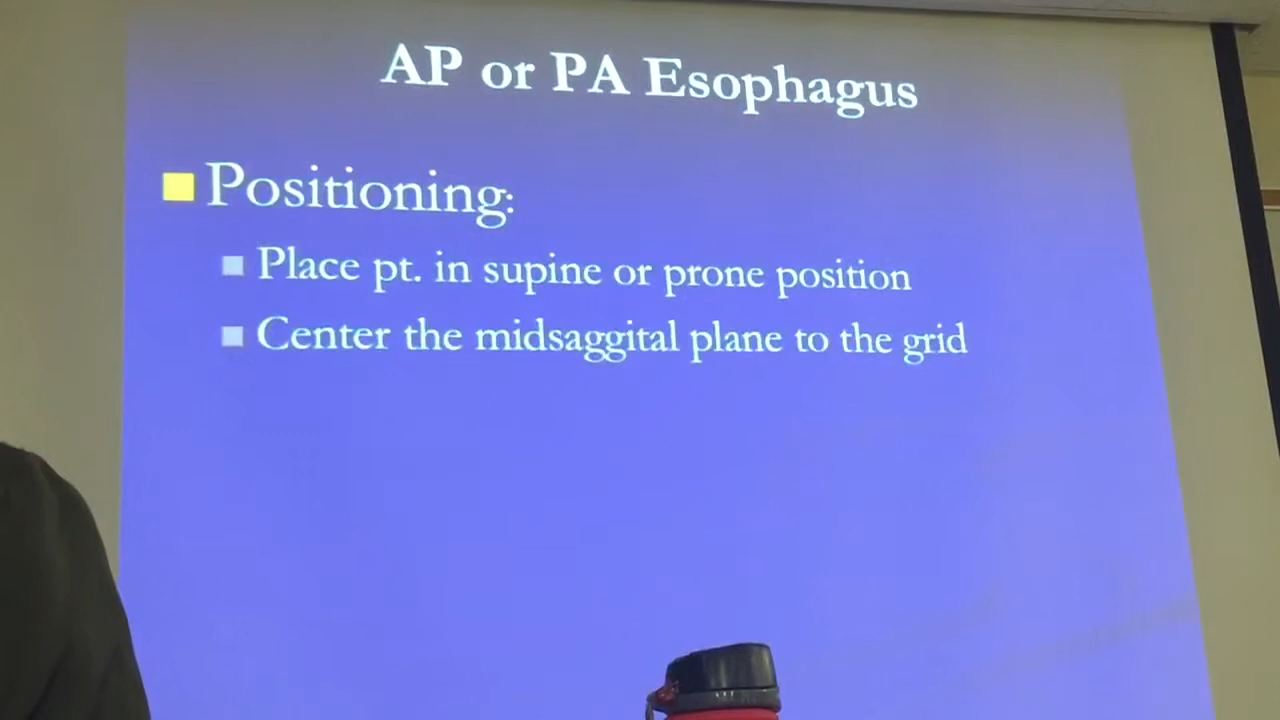 AP or PA Esophagus
Positioning:
Place pt. in supine or prone position
Center the midsaggital plane to the grid